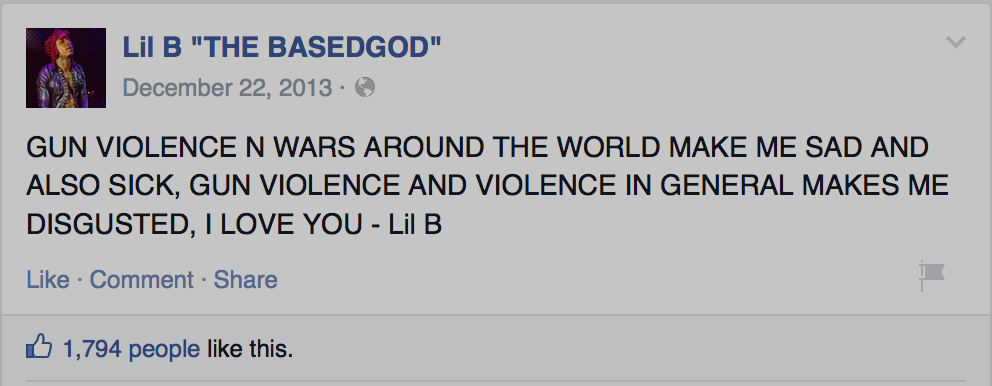 Lil B "THE BASEDGOD"
December 22, 2013 ·
GUN VIOLENCE N WARS AROUND THE WORLD MAKE ME SAD AND
ALSO SICK, GUN VIOLENCE AND VIOLENCE IN GENERAL MAKES ME
DISGUSTED, I LOVE YOU - Lil B
Like · Comment · Share
1,794 people like this.